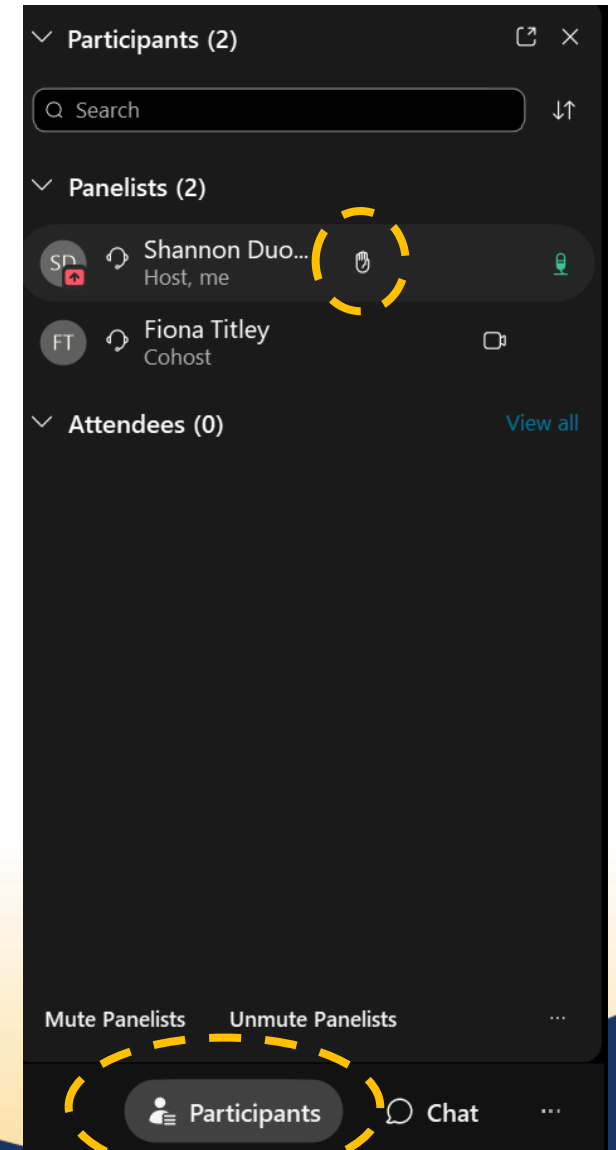 Participants (2)
Search
Panelists (2)
SD Shannon Duo...
Host, me
FT Fiona Titley
Cohost
Attendees (0) View all
Mute Panelists Unmute Panelists ...
Participants Chat ...